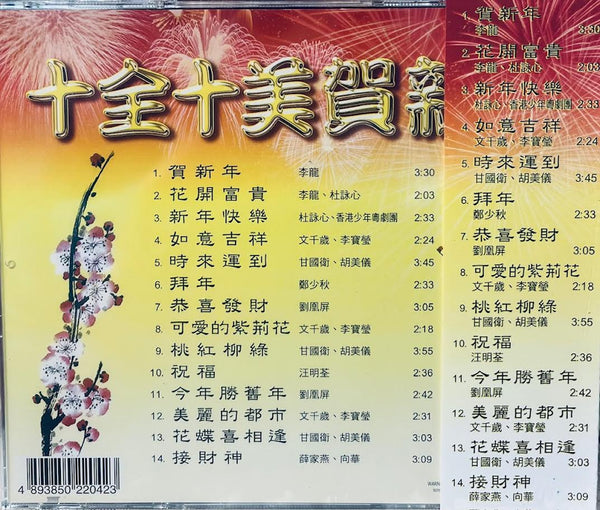 十全十美賀新
1. 賀新年 李龍 3:30
2. 花開富貴 李龍、杜詠心 2:03
3. 新年快樂 杜詠心、香港少年粵劇團 2:33
4. 如意吉祥 文千歲、李寶瑩 2:24
5. 時來運到 甘國衛、胡美儀 3:45
6. 拜年 鄭少秋 2:33
7. 恭喜發財 劉凰屏 3:05
8. 可愛的紫荊花 文千歲、李寶瑩 2:18
9. 桃紅柳綠 甘國衛、胡美儀 3:55
10. 祝福 汪明荃 2:36
11. 今年勝舊年 劉凰屏 2:42
12. 美麗的都市 文千歲、李寶瑩 2:31
13. 花蝶喜相逢 甘國衛、胡美儀 3:03
14. 接財神 薛家燕、向華 3:09
4 893850 220423
1. 賀新年
李龍 3:30
2. 花開富貴
李龍、杜詠心 2:03
3. 新年快樂
杜詠心、香港少年粵劇團 2:33
4. 如意吉祥
文千歲、李寶瑩 2:24
5. 時來運到
甘國衛、胡美儀 3:45
6. 拜年
鄭少秋 2:33
7. 恭喜發財
劉凰屏 3:05
8. 可愛的紫荊花
文千歲、李寶瑩 2:18
9. 桃紅柳綠
甘國衛、胡美儀 3:55
10. 祝福
汪明荃 2:36
11. 今年勝舊年
劉凰屏 2:42
12. 美麗的都市
文千歲、李寶瑩 2:31
13. 花蝶喜相逢
甘國衛、胡美儀 3:03
14. 接財神
薛家燕、向華 3:09